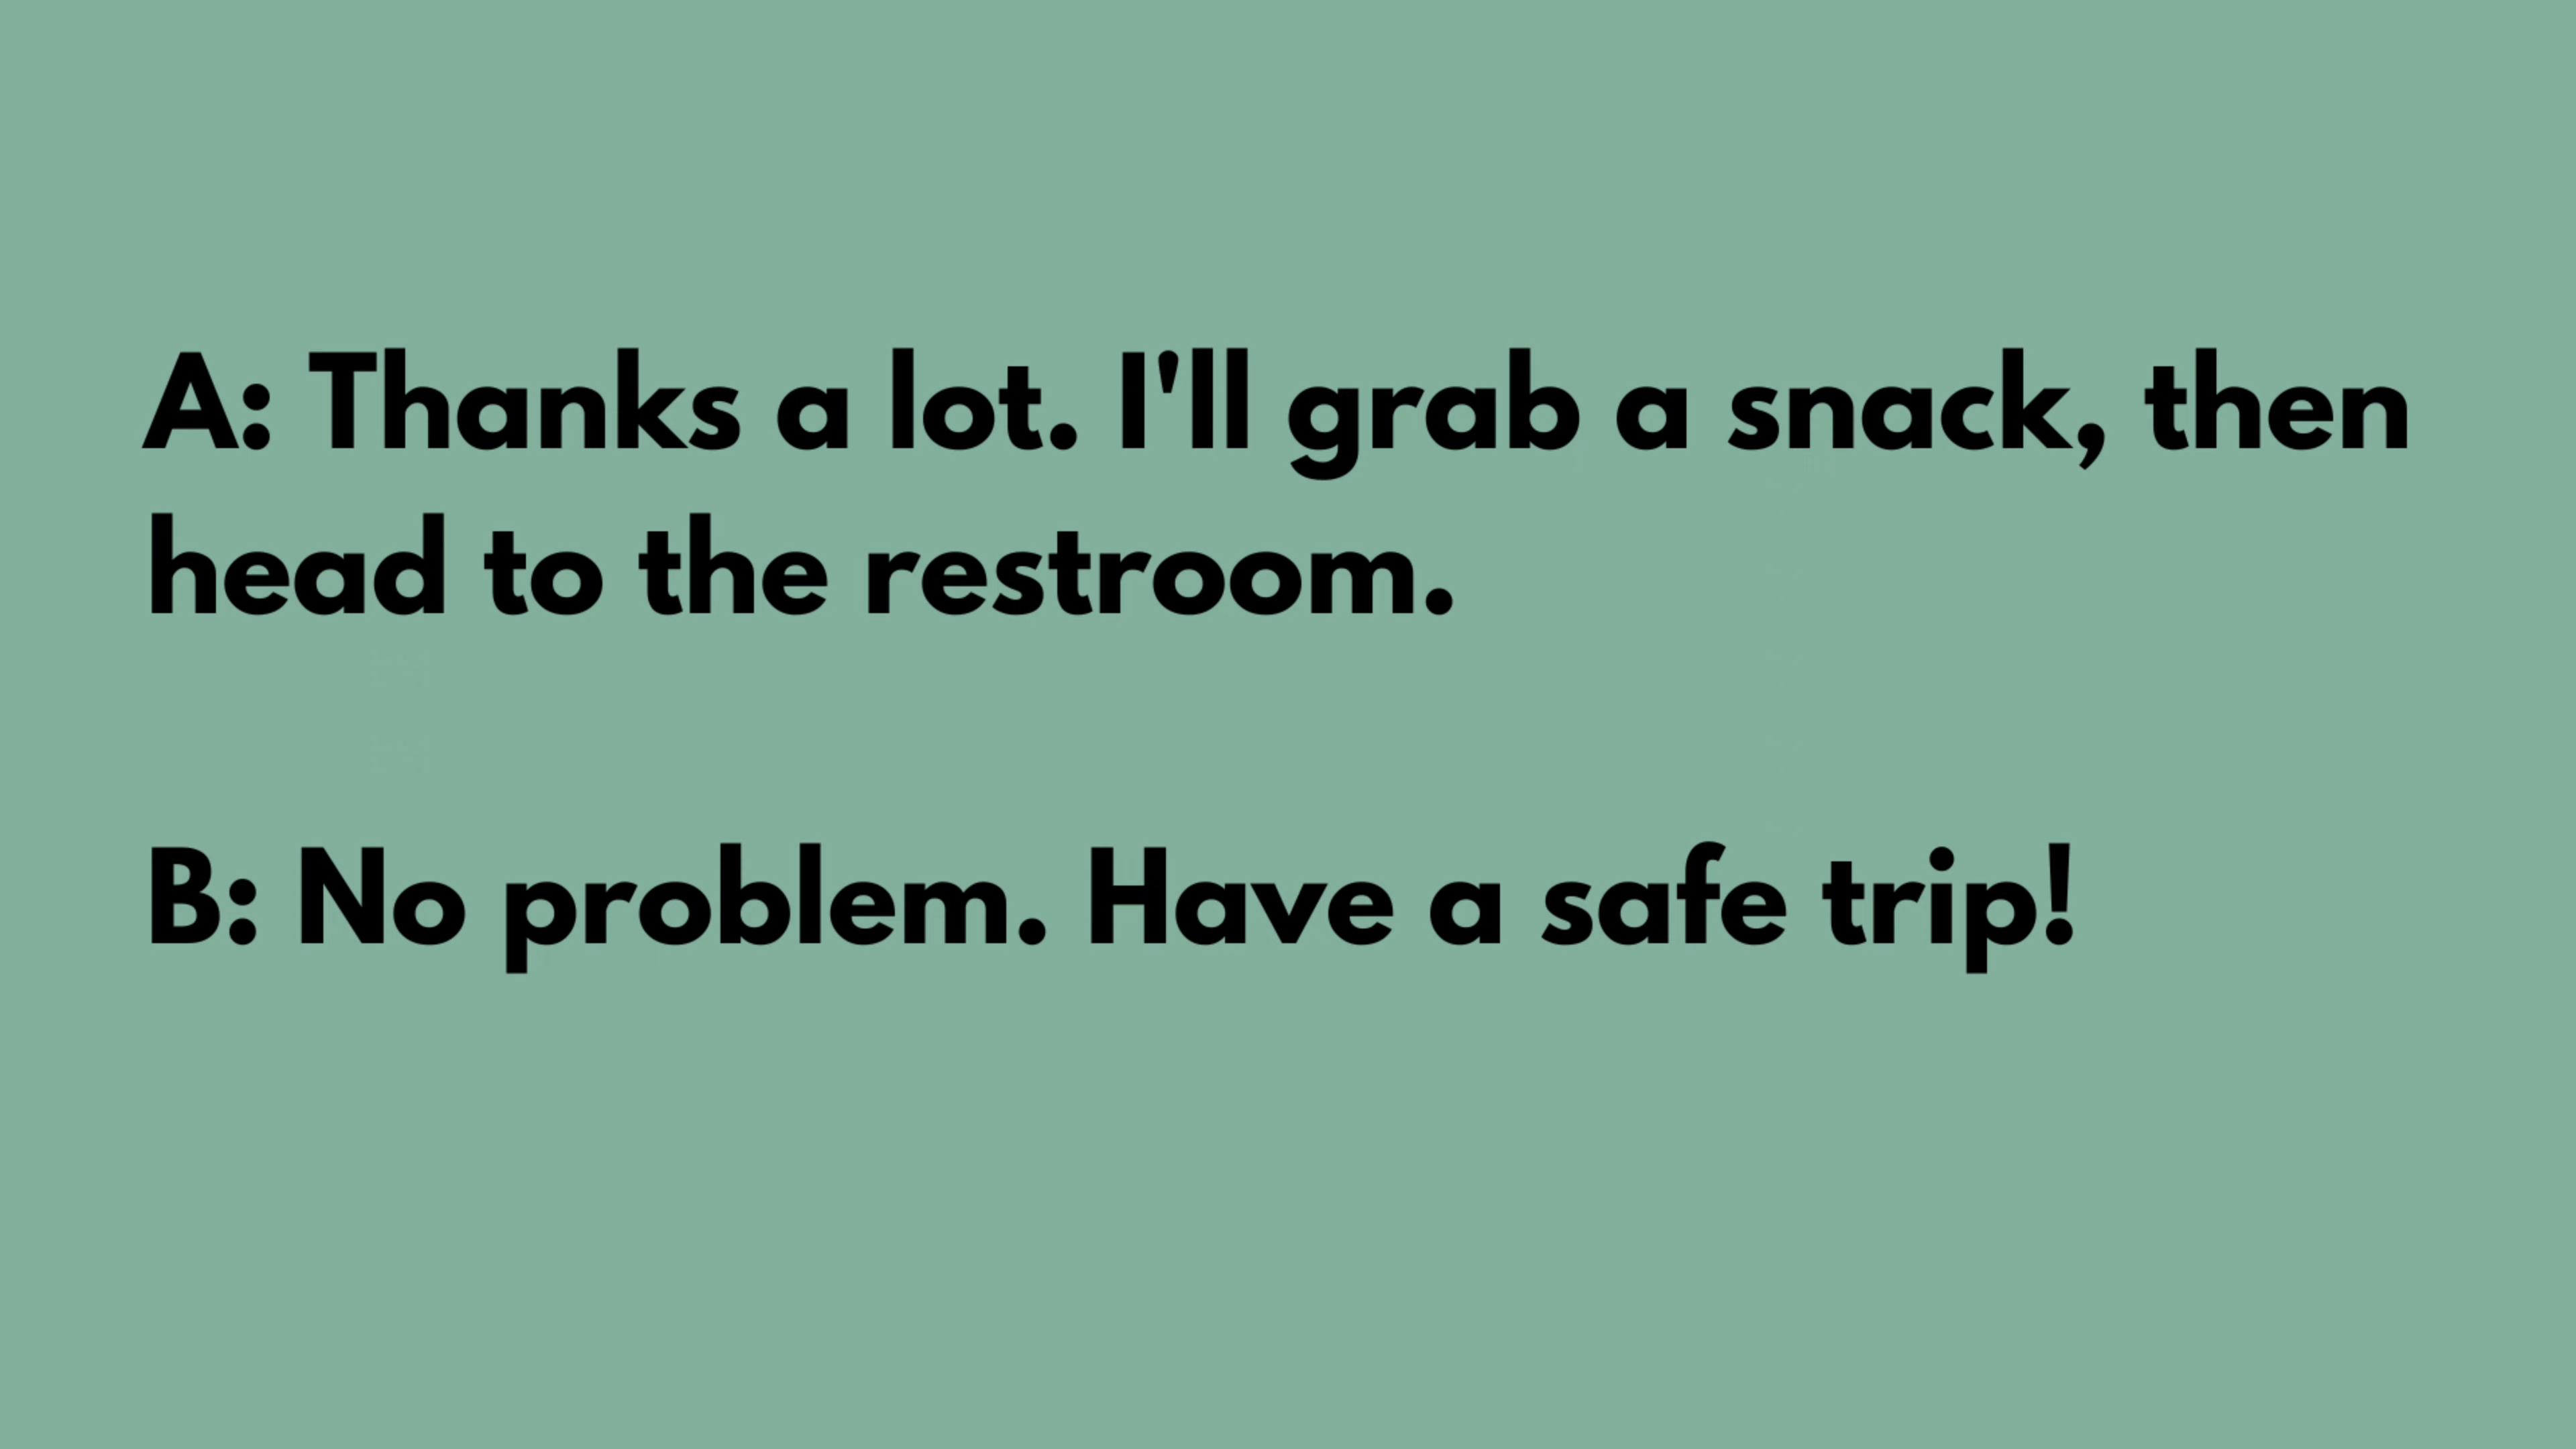 A: Thanks a lot. I'll grab a snack, then
head to the restroom.
B: No problem. Have a safe trip!